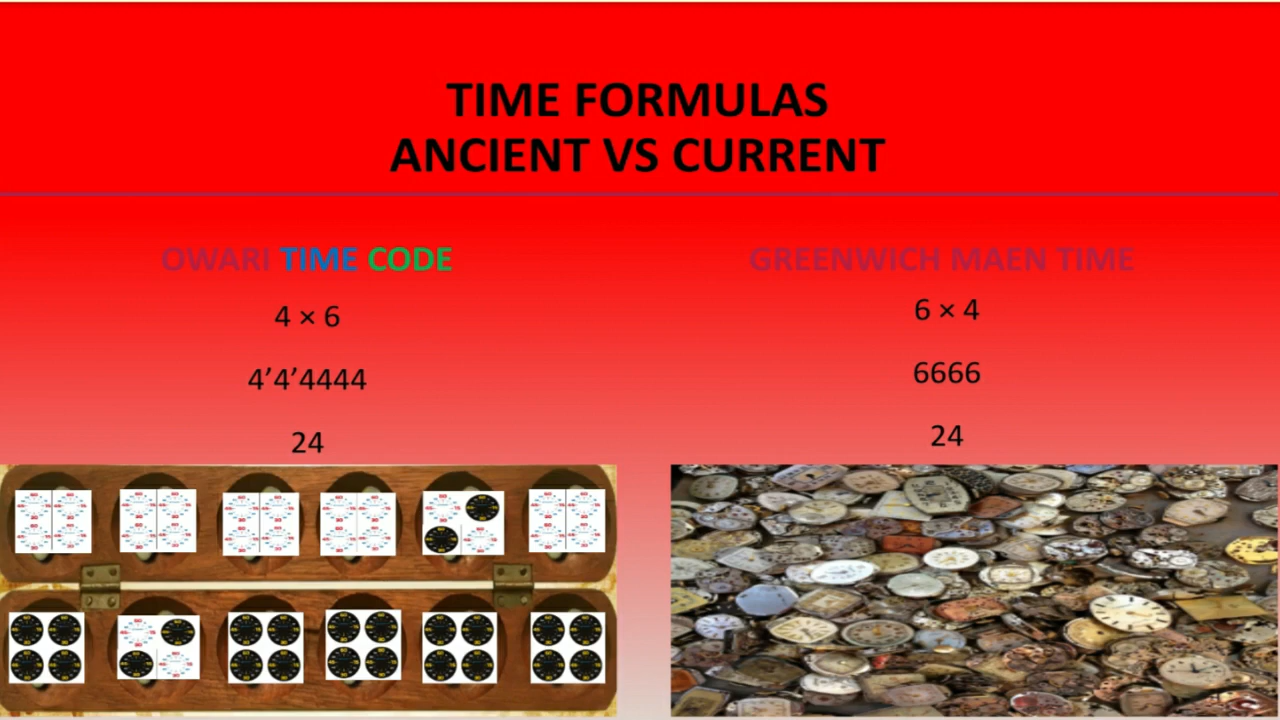 TIME FORMULAS
ANCIENT VS CURRENT
OWARI TIME CODE
4 × 6
4’4’4444
24
GREENWICH MAEN TIME
6 × 4
6666
24